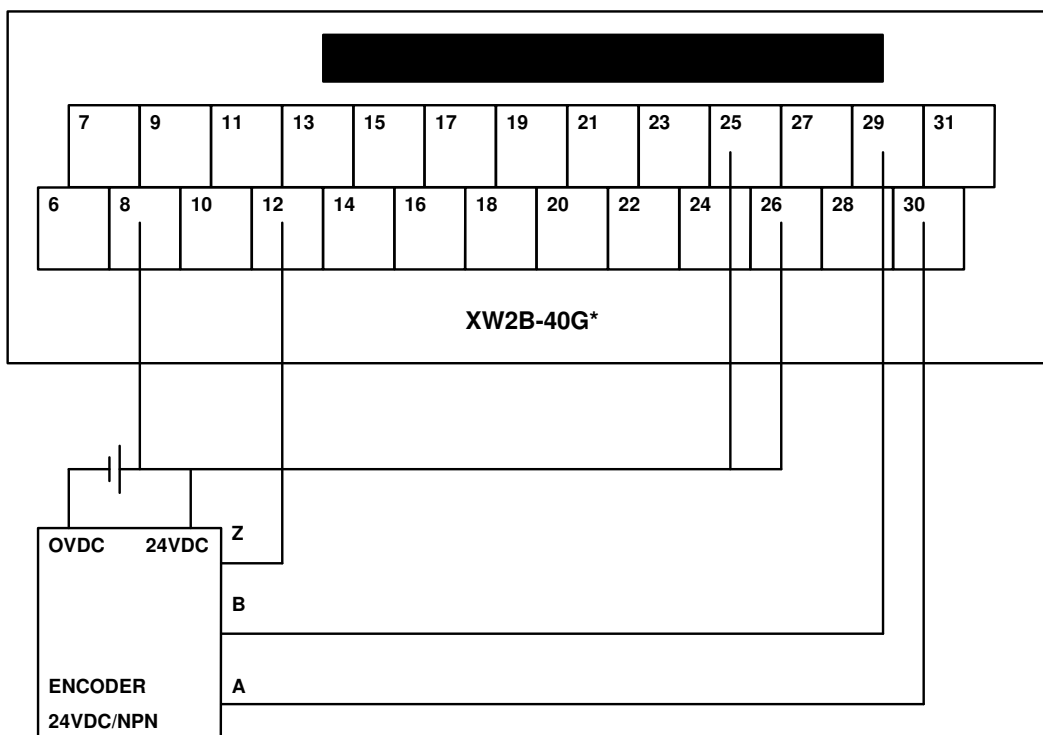 7 9 11 13 15 17 19 21 23 25 27 29 31
6 8 10 12 14 16 18 20 22 24 26 28 30
XW2B-40G*
OVDC 24VDC Z
B
ENCODER A
24VDC/NPN